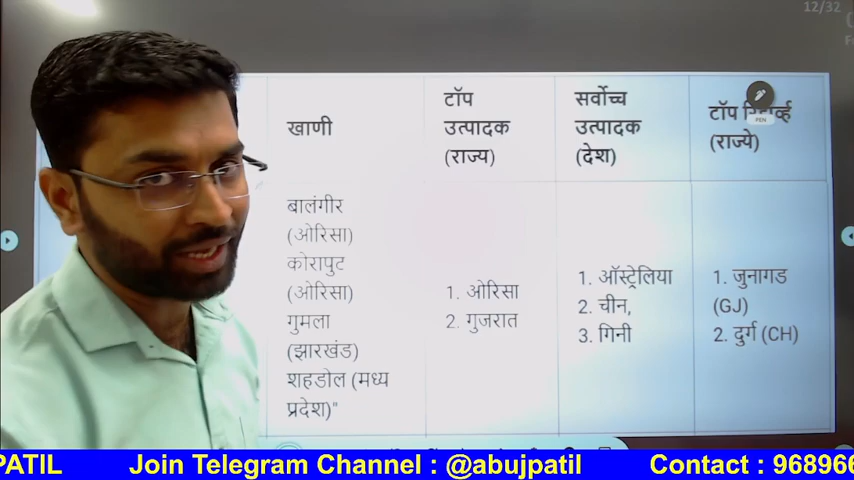 12/32
खाणी
टॉप
उत्पादक
(राज्य)
सर्वोच्च
उत्पादक
(देश)
टॉप
(राज्ये)
PEN
बालंगीर
(ओरिसा)
कोरापुट
(ओरिसा)
गुमला
(झारखंड)
शहडोल (मध्य
प्रदेश)"
1. ओरिसा
2. गुजरात
1. ऑस्ट्रेलिया
2. चीन,
3. गिनी
1. जुनागड
(GJ)
2. दुर्ग (CH)
PATIL Join Telegram Channel : @abujpatil Contact : 968966